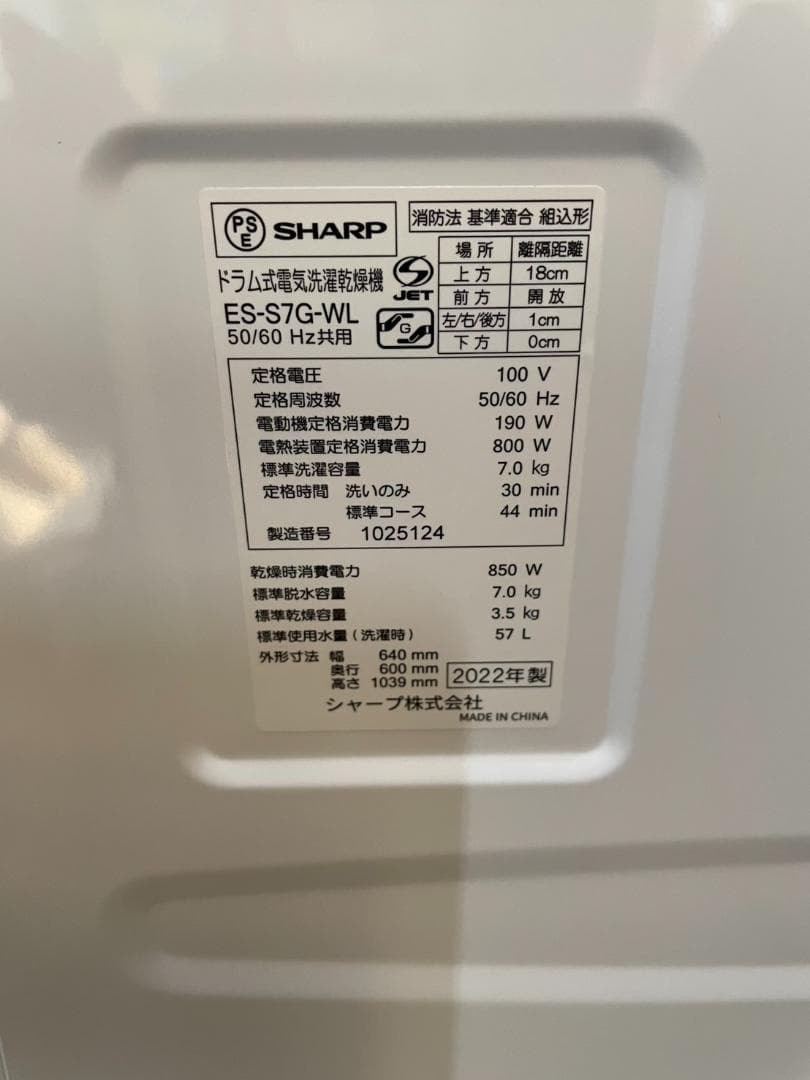 PSE SHARP
消防法 基準適合 組込形
ドラム式電気洗濯乾燥機
S JET
ES-S7G-WL
G
50/60 Hz共用
場所 離隔距離
上方 18cm
前方 開放
左/右/後方 1cm
下方 0cm
定格電圧 100 V
定格周波数 50/60 Hz
電動機定格消費電力 190 W
電熱装置定格消費電力 800 W
標準洗濯容量 7.0 kg
定格時間 洗いのみ 30 min
標準コース 44 min
製造番号 1025124
乾燥時消費電力 850 W
標準脱水容量 7.0 kg
標準乾燥容量 3.5 kg
標準使用水量(洗濯時) 57 L
外形寸法 幅 640 mm
奥行 600 mm
高さ 1039 mm
2022年製
シャープ株式会社
MADE IN CHINA